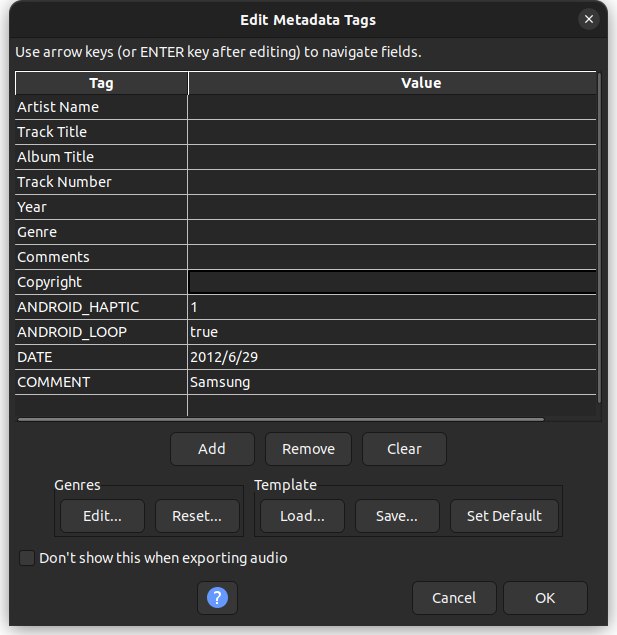 Edit Metadata Tags
Use arrow keys (or ENTER key after editing) to navigate fields.
Tag Value
Artist Name
Track Title
Album Title
Track Number
Year
Genre
Comments
Copyright
ANDROID_HAPTIC 1
ANDROID_LOOP true
DATE 2012/6/29
COMMENT Samsung
Add Remove Clear
Genres Template
Edit... Reset... Load... Save... Set Default
Don't show this when exporting audio
? Cancel OK